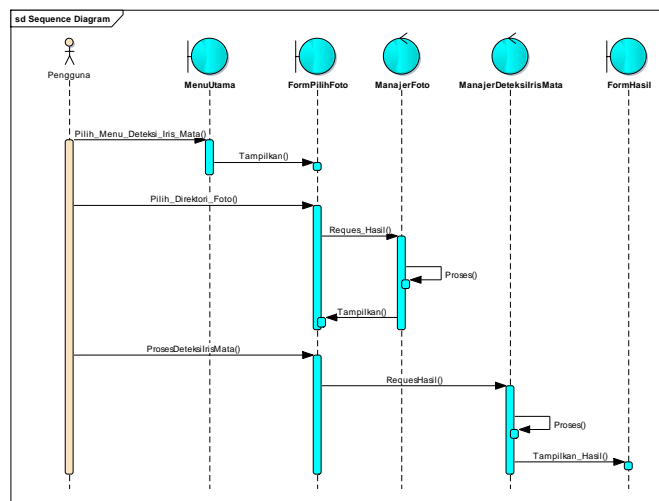 sd Sequence Diagram
Pengguna
MenuUtama
FormPilihFoto
ManajerFoto
ManajerDeteksiIrisMata
FormHasil
Pilih_Menu_Deteksi_Iris_Mata()
Tampilkan()
Pilih_Direktori_Foto()
Reques_Hasil()
Proses()
Tampilkan()
ProsesDeteksiIrisMata()
RequesHasil()
Proses()
Tampilkan_Hasil()